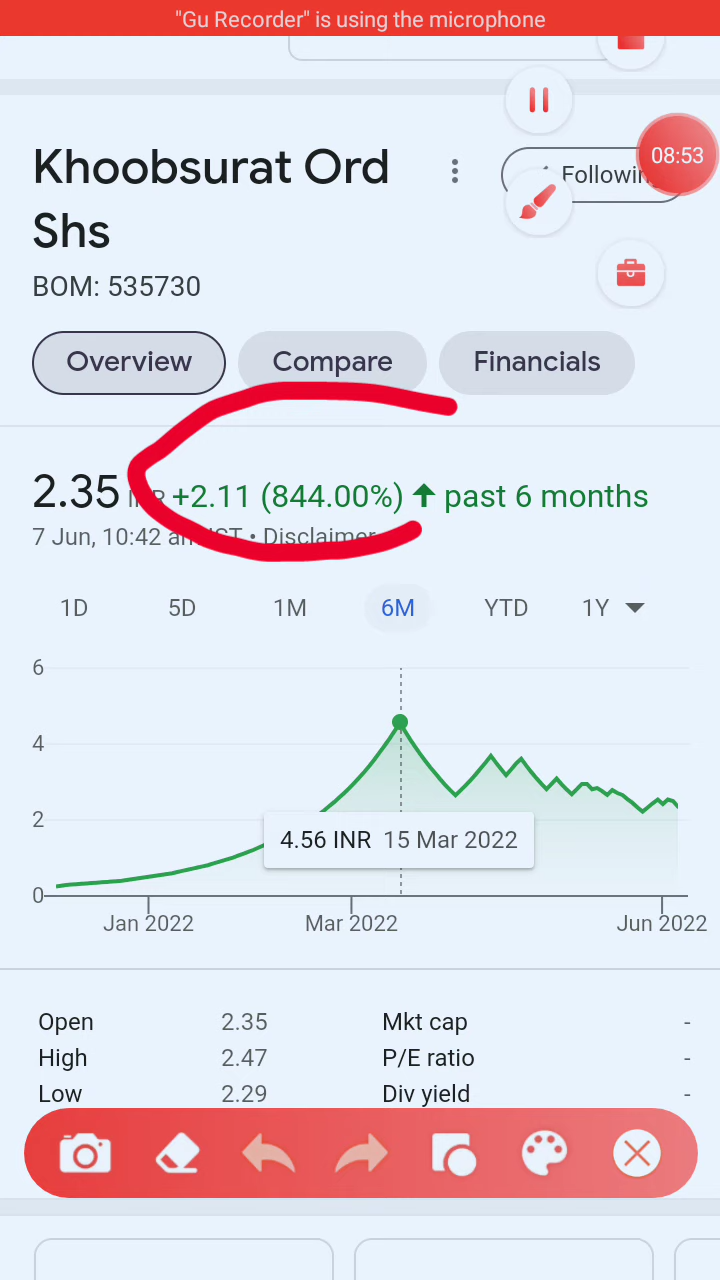 "Gu Recorder" is using the microphone
08:53
Khoobsurat Ord
Shs
BOM: 535730
Overview Compare Financials
2.35 INR +2.11 (844.00%) ↑ past 6 months
7 Jun, 10:42 am IST • Disclaimer
1D 5D 1M 6M YTD 1Y
6
4
2
0
4.56 INR 15 Mar 2022
Jan 2022 Mar 2022 Jun 2022
Open 2.35 Mkt cap -
High 2.47 P/E ratio -
Low 2.29 Div yield -